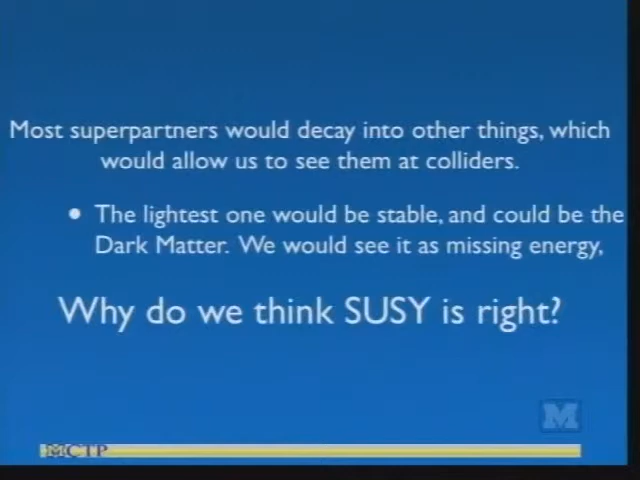 Most superpartners would decay into other things, which
would allow us to see them at colliders.
• The lightest one would be stable, and could be the
Dark Matter. We would see it as missing energy,
Why do we think SUSY is right?
M
MCTP